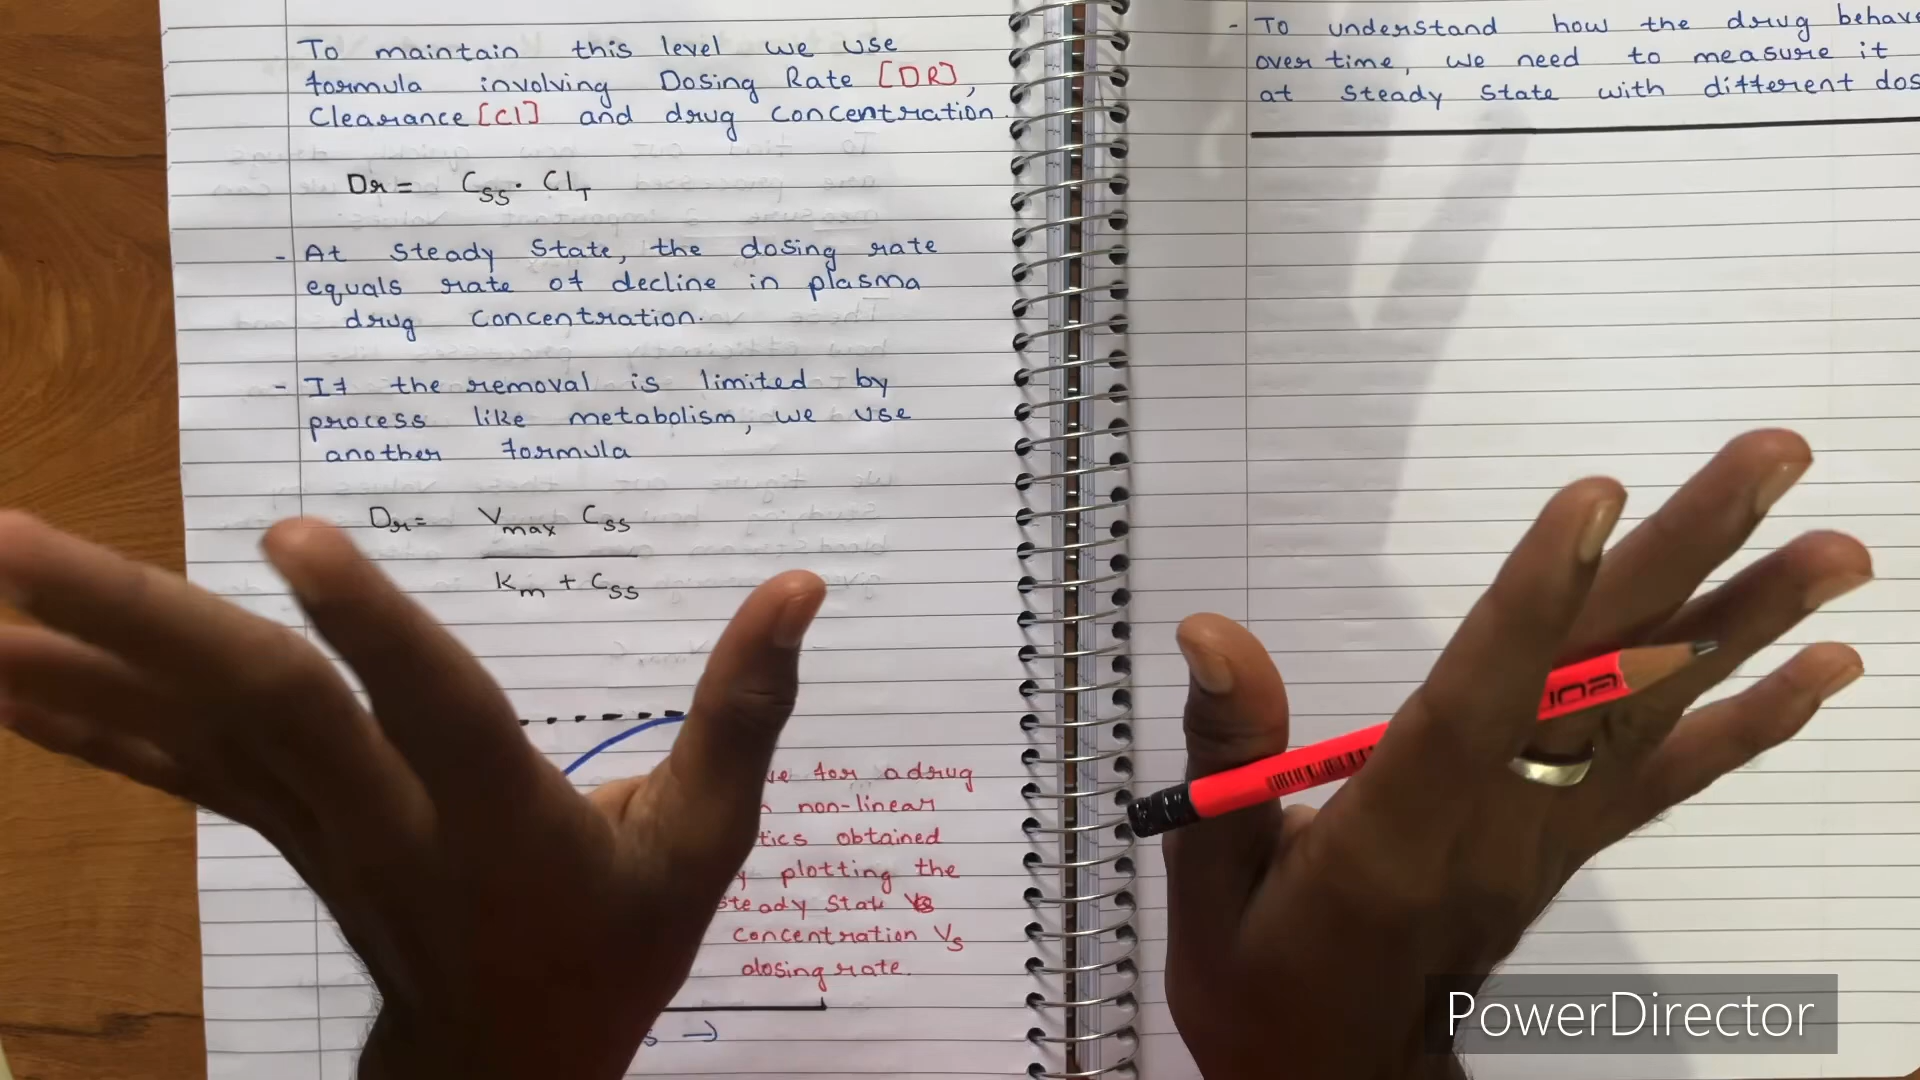 To maintain this level we use
formula involving Dosing Rate [DR],
Clearance [Cl] and drug concentration.
Dr = Css · ClT
- At steady state, the dosing rate
equals rate of decline in plasma
drug concentration.
- If the removal is limited by
process like metabolism, we use
another formula
Dr = Vmax Css
Km + Css
for a drug
non-linear
obtained
plotting the
steady state
concentration Vs
dosing rate.
- To understand how the drug
over time, we need to measure it
at steady state with different
PowerDirector